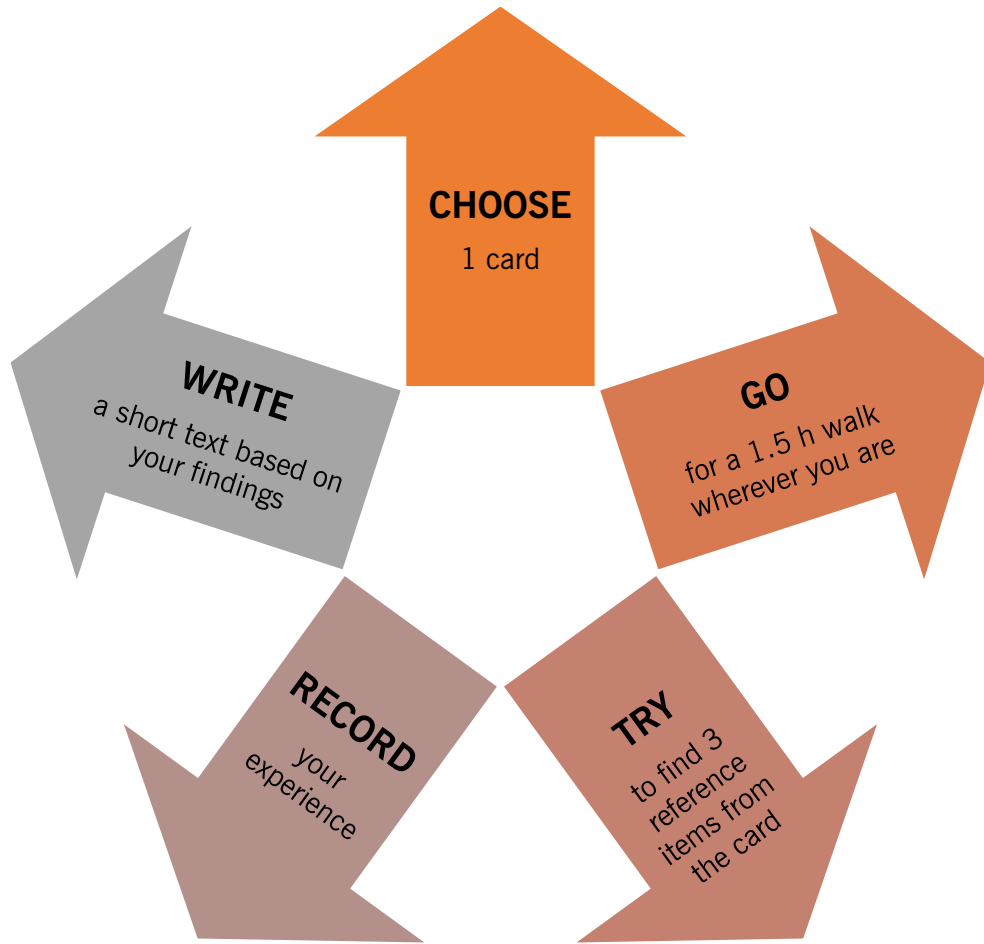 CHOOSE
1 card
GO
for a 1.5 h walk
wherever you are
TRY
to find 3
reference
items from
the card
RECORD
your
experience
WRITE
a short text based on
your findings